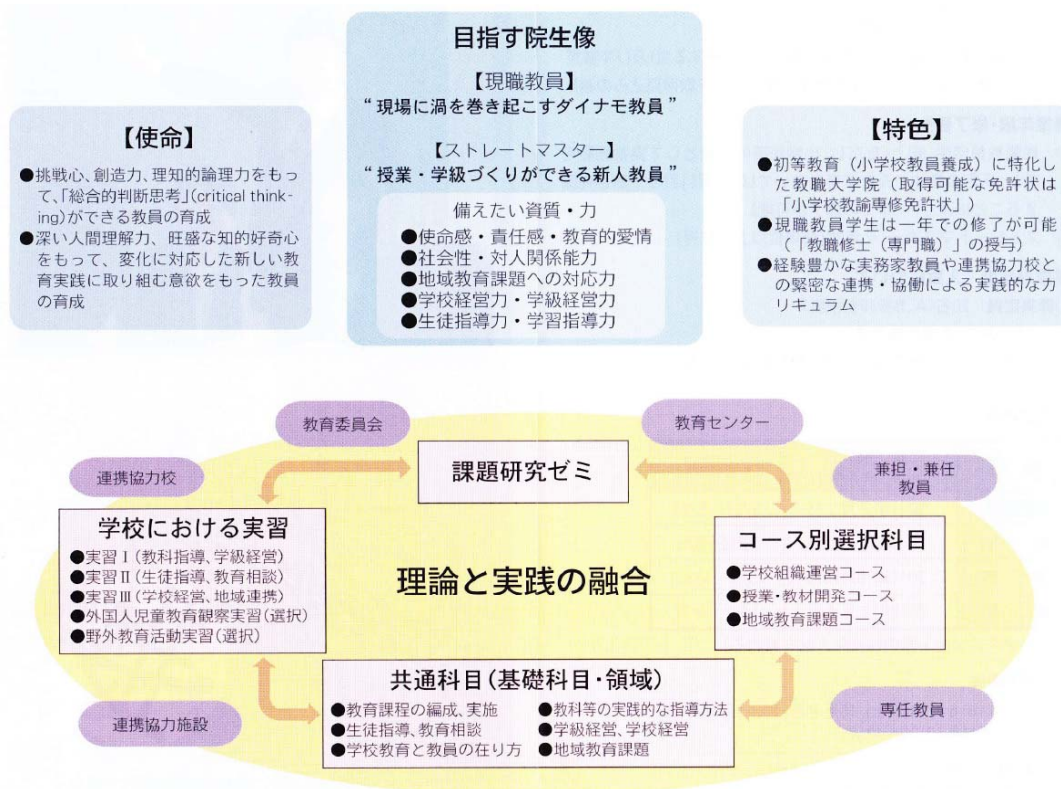 【使命】
●挑戦心、創造力、理知的論理力をもっ
て、「総合的判断思考」(critical think-
ing)ができる教員の育成
●深い人間理解力、旺盛な知的好奇心
をもって、変化に対応した新しい教
育実践に取り組む意欲をもった教員
の育成
目指す院生像
【現職教員】
“ 現場に渦を巻き起こすダイナモ教員 ”
【ストレートマスター】
“ 授業・学級づくりができる新人教員 ”
備えたい資質・力
●使命感・責任感・教育的愛情
●社会性・対人関係能力
●地域教育課題への対応力
●学校経営力・学級経営力
●生徒指導力・学習指導力
【特色】
●初等教育（小学校教員養成）に特化し
た教職大学院（取得可能な免許状は
「小学校教諭専修免許状」）
●現職教員学生は一年での修了が可能
（「教職修士（専門職）」の授与）
●経験豊かな実務家教員や連携協力校と
の緊密な連携・協働による実践的なカ
リキュラム
教育委員会
教育センター
連携協力校
課題研究ゼミ
兼担・兼任
教員
学校における実習
●実習Ⅰ(教科指導、学級経営)
●実習Ⅱ(生徒指導、教育相談)
●実習Ⅲ(学校経営、地域連携)
●外国人児童教育観察実習(選択)
●野外教育活動実習(選択)
理論と実践の融合
コース別選択科目
●学校組織運営コース
●授業・教材開発コース
●地域教育課題コース
共通科目(基礎科目・領域)
●教育課程の編成、実施
●生徒指導、教育相談
●学校教育と教員の在り方
●教科等の実践的な指導方法
●学級経営、学校経営
●地域教育課題
連携協力施設
専任教員